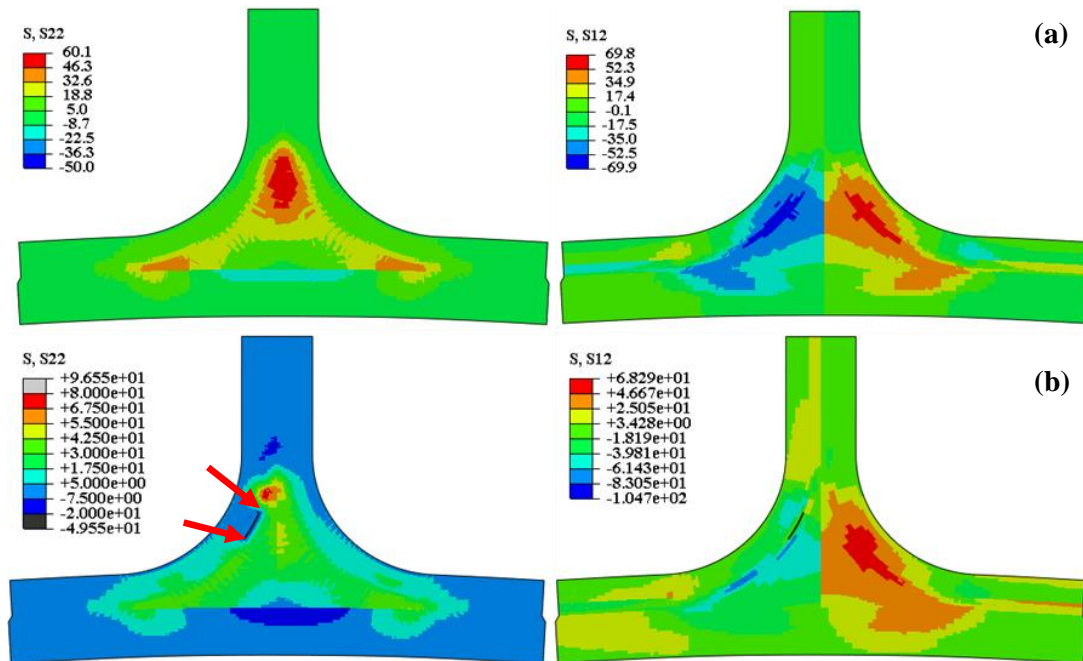 S, S22
60.1
46.3
32.6
18.8
5.0
-8.7
-22.5
-36.3
-50.0
S, S12
69.8
52.3
34.9
17.4
-0.1
-17.5
-35.0
-52.5
-69.9
(a)
S, S22
+9.655e+01
+8.000e+01
+6.750e+01
+5.500e+01
+4.250e+01
+3.000e+01
+1.750e+01
+5.000e+00
-7.500e+00
-2.000e+01
-4.955e+01
S, S12
+6.829e+01
+4.667e+01
+2.505e+01
+3.428e+00
-1.819e+01
-3.981e+01
-6.143e+01
-8.305e+01
-1.047e+02
(b)